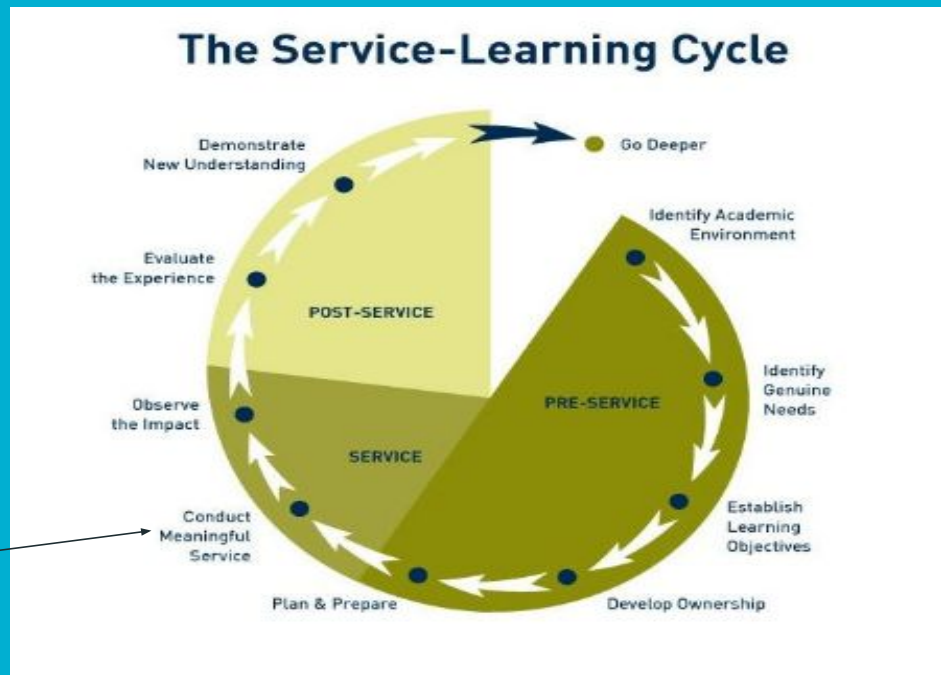 The Service-Learning Cycle
Demonstrate
New Understanding
Go Deeper
Identify Academic
Environment
Evaluate
the Experience
POST-SERVICE
Identify
Genuine
Needs
PRE-SERVICE
Observe
the Impact
SERVICE
Establish
Learning
Objectives
Conduct
Meaningful
Service
Plan & Prepare
Develop Ownership